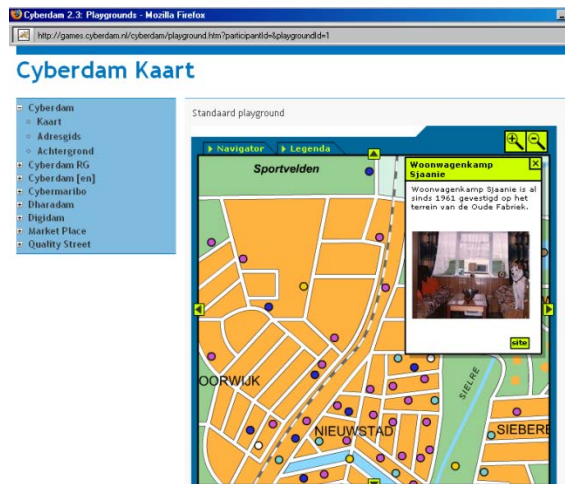 Cyberdam 2.3: Playgrounds - Mozilla Firefox
http://games.cyberdam.nl/cyberdam/playground.htm?participantId=&playgroundId=1
Cyberdam Kaart
Cyberdam
Kaart
Adresgids
Achtergrond
Cyberdam RG
Cyberdam [en]
Cybermaribo
Dharadam
Digidam
Market Place
Quality Street
Standaard playground
Navigator
Legenda
Woonwagenkamp
Sjaanie
Woonwagenkamp Sjaanie is al
sinds 1961 gevestigd op het
terrein van de Oude Fabriek.
site
Sportvelden
OORWIJK
NIEUWSTAD
SIELRE
SIEBERE